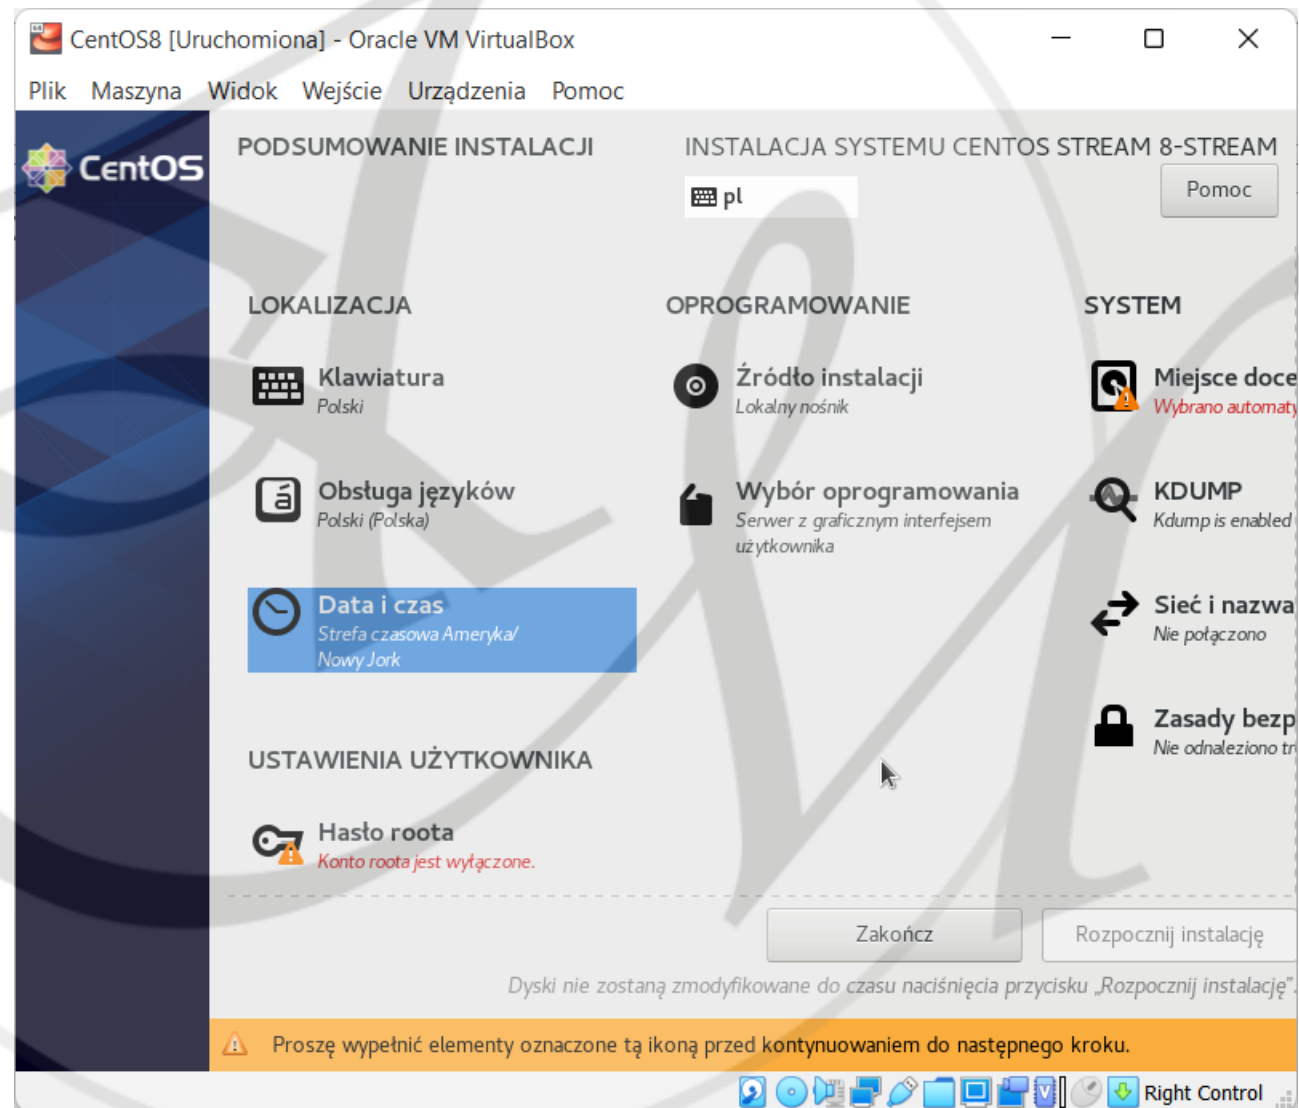 CentOS8 [Uruchomiona] - Oracle VM VirtualBox
Plik Maszyna Widok Wejście Urządzenia Pomoc
CentOS
PODSUMOWANIE INSTALACJI
INSTALACJA SYSTEMU CENTOS STREAM 8-STREAM
pl
Pomoc
LOKALIZACJA
Klawiatura
Polski
Obsługa języków
Polski (Polska)
Data i czas
Strefa czasowa Ameryka/
Nowy Jork
OPROGRAMOWANIE
Źródło instalacji
Lokalny nośnik
Wybór oprogramowania
Serwer z graficznym interfejsem
użytkownika
SYSTEM
Miejsce doce
Wybrano automaty
KDUMP
Kdump is enabled
Sieć i nazwa
Nie połączono
Zasady bezp
Nie odnaleziono tr
USTAWIENIA UŻYTKOWNIKA
Hasło roota
Konto roota jest wyłączone.
Zakończ
Rozpocznij instalację
Dyski nie zostaną zmodyfikowane do czasu naciśnięcia przycisku „Rozpocznij instalację”.
Proszę wypełnić elementy oznaczone tą ikoną przed kontynuowaniem do następnego kroku.
Right Control